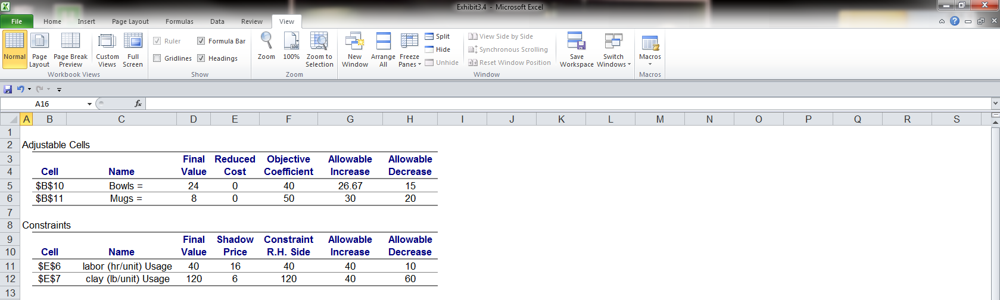 Exhibit3.4 - Microsoft Excel
File Home Insert Page Layout Formulas Data Review View
Normal Page Layout Page Break Preview Custom Views Full Screen
Workbook Views
Ruler Formula Bar
Gridlines Headings
Show
Zoom 100% Zoom to Selection
Zoom
New Window Arrange All Freeze Panes
Split
Hide
Unhide
View Side by Side
Synchronous Scrolling
Reset Window Position
Save Workspace Switch Windows
Window
Macros
Macros
A16 fx
A B C D E F G H I J K L M N O P Q R S
1
2 Adjustable Cells
3 Final Reduced Objective Allowable Allowable
4 Cell Name Value Cost Coefficient Increase Decrease
5 $B$10 Bowls = 24 0 40 26.67 15
6 $B$11 Mugs = 8 0 50 30 20
7
8 Constraints
9 Final Shadow Constraint Allowable Allowable
10 Cell Name Value Price R.H. Side Increase Decrease
11 $E$6 labor (hr/unit) Usage 40 16 40 40 10
12 $E$7 clay (lb/unit) Usage 120 6 120 40 60
13